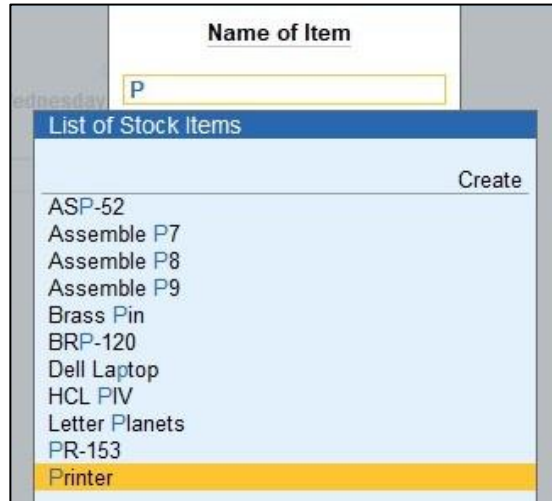 Name of Item
P
ednesday
List of Stock Items
Create
ASP-52
Assemble P7
Assemble P8
Assemble P9
Brass Pin
BRP-120
Dell Laptop
HCL PIV
Letter Planets
PR-153
Printer